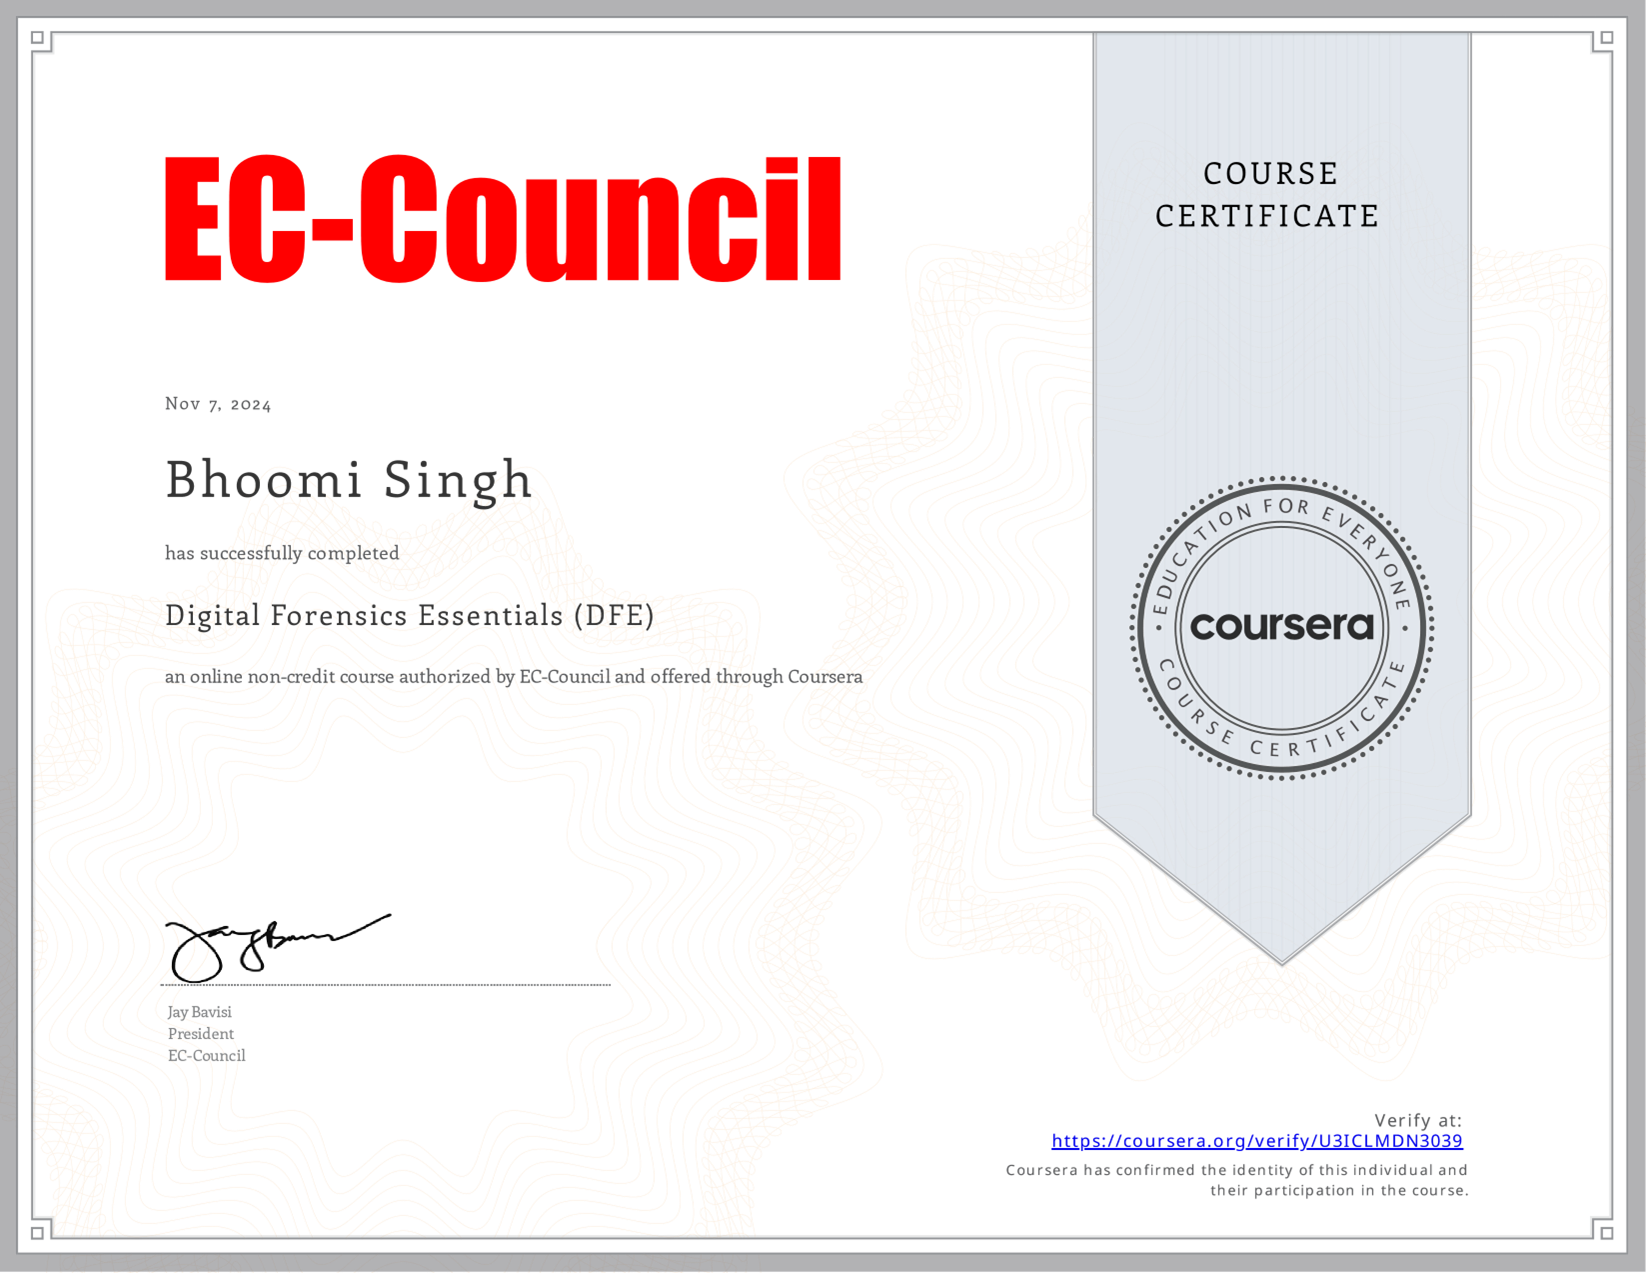 EC-Council
COURSE
CERTIFICATE
Nov 7, 2024
Bhoomi Singh
has successfully completed
Digital Forensics Essentials (DFE)
an online non-credit course authorized by EC-Council and offered through Coursera
EDUCATION FOR EVERYONE
coursera
COURSE CERTIFICATE
Jay Bavisi
President
EC-Council
Verify at:
https://coursera.org/verify/U3ICLMDN3039
Coursera has confirmed the identity of this individual and
their participation in the course.